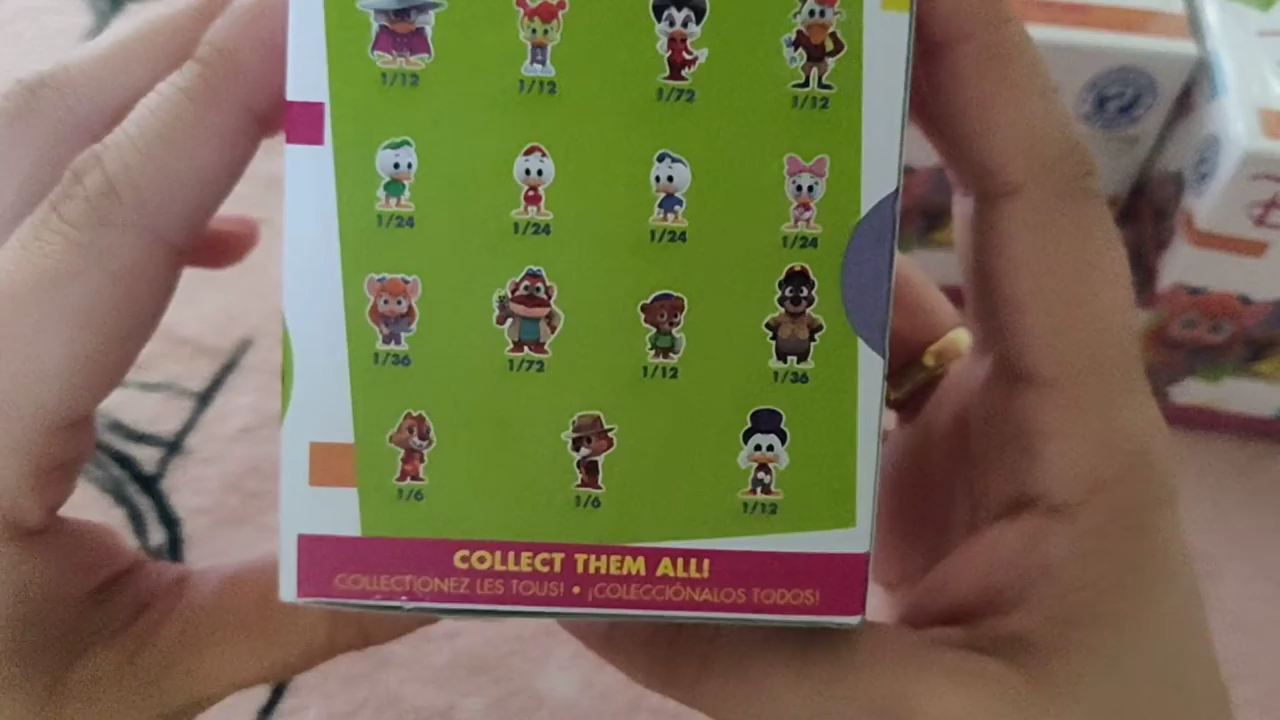 1/12 1/12 1/72 1/12
1/24 1/24 1/24 1/24
1/36 1/72 1/12 1/36
1/6 1/6 1/12
COLLECT THEM ALL!
COLLECTIONEZ LES TOUS! • ¡COLECCIÓNALOS TODOS!